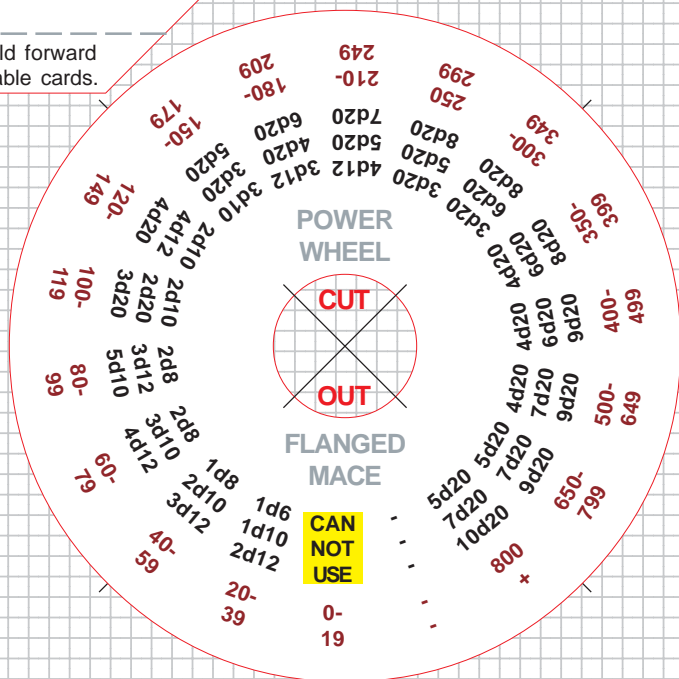 ld forward
able cards.
POWER
WHEEL
CUT
OUT
FLANGED
MACE
CAN
NOT
USE
0-
19
1d6
1d10
2d12
20-
39
1d8
2d10
3d12
40-
59
2d8
3d10
4d12
60-
79
2d8
3d12
5d10
80-
99
2d10
2d20
3d20
100-
119
2d10
4d12
4d20
120-
149
3d10
3d20
5d20
150-
179
3d12
4d20
6d20
180-
209
4d12
5d20
7d20
210-
249
3d20
5d20
8d20
250
299
3d20
6d20
8d20
300-
349
4d20
6d20
8d20
350-
399
4d20
6d20
9d20
400-
499
4d20
7d20
9d20
500-
649
5d20
7d20
9d20
650-
799
5d20
7d20
10d20
800
+
-
-
-
-
-